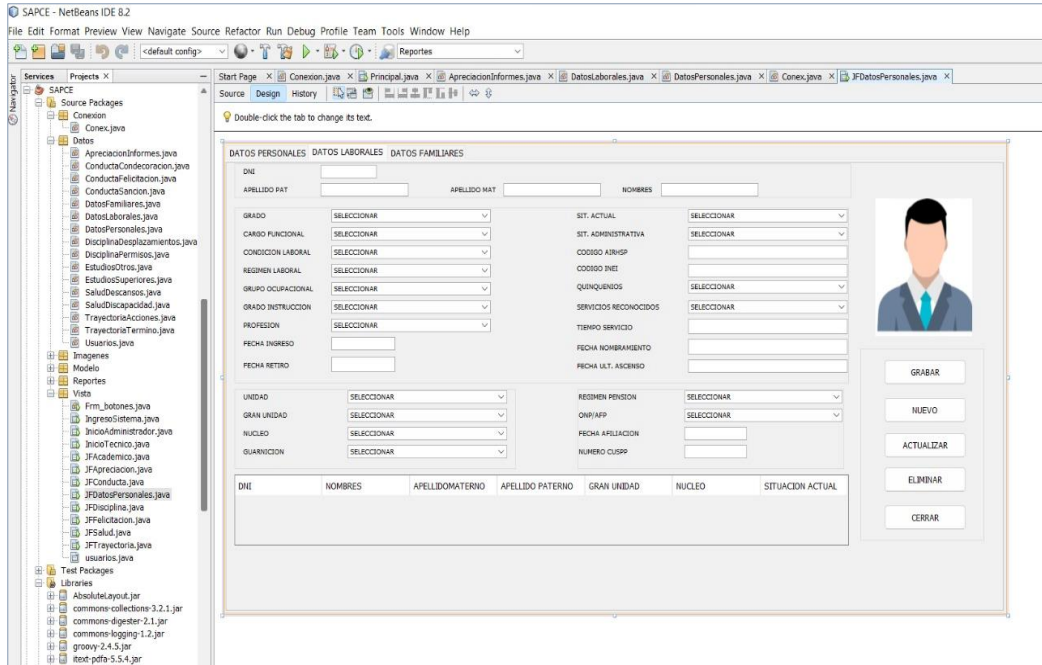 SAPCE - NetBeans IDE 8.2
File Edit Format Preview View Navigate Source Refactor Run Debug Profile Team Tools Window Help
<default config> Reportes
Navigator
Services Projects
SAPCE
Source Packages
Conexion
Conex.java
Datos
ApreciacionInformes.java
ConductaCondecoracion.java
ConductaFelicitacion.java
ConductaSancion.java
DatosFamiliares.java
DatosLaborales.java
DatosPersonales.java
DisciplinaDesplazamientos.java
DisciplinaPermisos.java
EstudiosOtros.java
EstudiosSuperiores.java
SaludDescansos.java
SaludDiscapacidad.java
TrayectoriaAcciones.java
TrayectoriaTermino.java
Usuarios.java
Imagenes
Modelo
Reportes
Vista
Frm_botones.java
IngresoSistema.java
InicioAdministrador.java
InicioTecnico.java
JFAcademico.java
JFApreciacion.java
JFConducta.java
JFDatosPersonales.java
JFDisciplina.java
JFFelicitacion.java
JFSalud.java
JFTrayectoria.java
usuarios.java
Test Packages
Libraries
AbsoluteLayout.jar
commons-collections-3.2.1.jar
commons-digester-2.1.jar
commons-logging-1.2.jar
groovy-2.4.5.jar
itext-pdfa-5.5.4.jar
Start Page Conexion.java Principal.java ApreciacionInformes.java DatosLaborales.java DatosPersonales.java Conex.java JFDatosPersonales.java
Source Design History
Double-click the tab to change its text.
DATOS PERSONALES DATOS LABORALES DATOS FAMILIARES
DNI
APELLIDO PAT APELLIDO MAT NOMBRES
GRADO SELECCIONAR SIT. ACTUAL SELECCIONAR
CARGO FUNCIONAL SELECCIONAR SIT. ADMINISTRATIVA SELECCIONAR
CONDICION LABORAL SELECCIONAR CODIGO AIRHSP
REGIMEN LABORAL SELECCIONAR CODIGO INEI
GRUPO OCUPACIONAL SELECCIONAR QUINQUENIOS SELECCIONAR
GRADO INSTRUCCION SELECCIONAR SERVICIOS RECONOCIDOS SELECCIONAR
PROFESION SELECCIONAR TIEMPO SERVICIO
FECHA INGRESO FECHA NOMBRAMIENTO
FECHA RETIRO FECHA ULT. ASCENSO
UNIDAD SELECCIONAR REGIMEN PENSION SELECCIONAR
GRAN UNIDAD SELECCIONAR ONP/AFP SELECCIONAR
NUCLEO SELECCIONAR FECHA AFILIACION
GUARNICION SELECCIONAR NUMERO CUSPP
DNI NOMBRES APELLIDOMATERNO APELLIDO PATERNO GRAN UNIDAD NUCLEO SITUACION ACTUAL
GRABAR
NUEVO
ACTUALIZAR
ELIMINAR
CERRAR